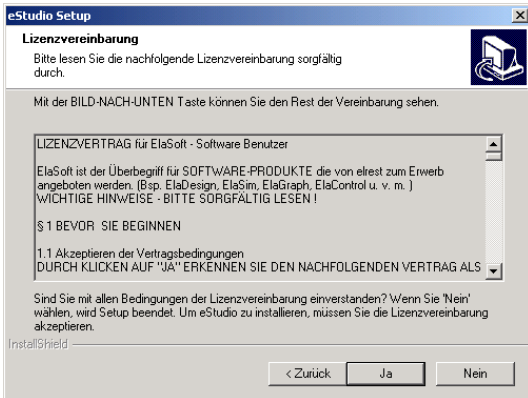 eStudio Setup
Lizenzvereinbarung
Bitte lesen Sie die nachfolgende Lizenzvereinbarung sorgfältig
durch.
Mit der BILD-NACH-UNTEN Taste können Sie den Rest der Vereinbarung sehen.
LIZENZVERTRAG für ElaSoft - Software Benutzer
ElaSoft ist der Überbegriff für SOFTWARE-PRODUKTE die von elrest zum Erwerb
angeboten werden. (Bsp. ElaDesign, ElaSim, ElaGraph, ElaControl u. v. m. )
WICHTIGE HINWEISE - BITTE SORGFÄLTIG LESEN !
§ 1 BEVOR  SIE BEGINNEN
1.1 Akzeptieren der Vertragsbedingungen
DURCH KLICKEN AUF "JA" ERKENNEN SIE DEN NACHFOLGENDEN VERTRAG ALS
Sind Sie mit allen Bedingungen der Lizenzvereinbarung einverstanden? Wenn Sie 'Nein'
wählen, wird Setup beendet. Um eStudio zu installieren, müssen Sie die Lizenzvereinbarung
akzeptieren.
InstallShield
< Zurück Ja Nein